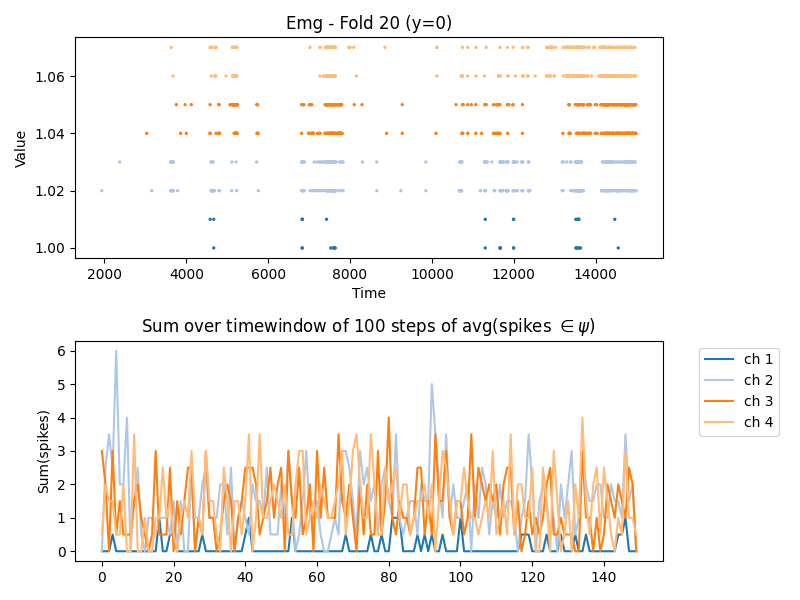 Emg - Fold 20 (y=0)
Value
1.06
1.04
1.02
1.00
2000 4000 6000 8000 10000 12000 14000
Time
Sum over timewindow of 100 steps of avg(spikes ∈ψ)
Sum(spikes)
6
5
4
3
2
1
0
0 20 40 60 80 100 120 140
ch 1
ch 2
ch 3
ch 4